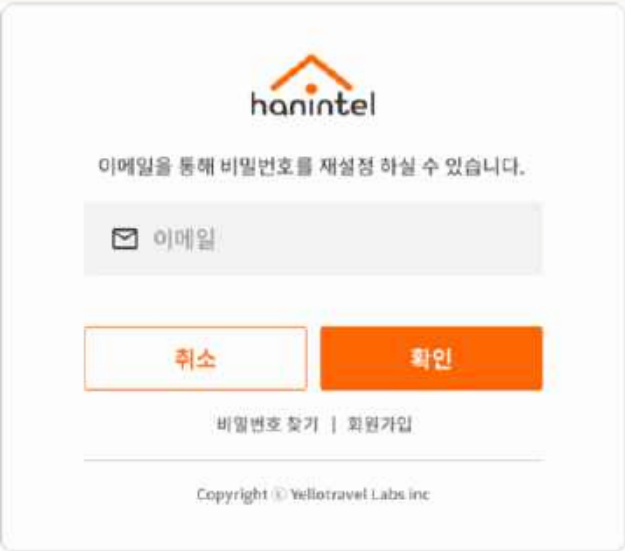 hanintel
이메일을 통해 비밀번호를 재설정 하실 수 있습니다.
이메일
취소 확인
비밀번호 찾기 | 회원가입
Copyright ⓒ Yellotravel Labs inc